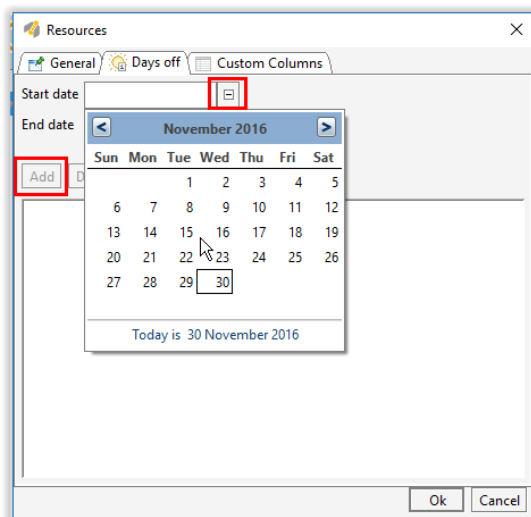 Resources
General Days off Custom Columns
Start date
End date
November 2016
Sun Mon Tue Wed Thu Fri Sat
1 2 3 4 5
6 7 8 9 10 11 12
13 14 15 16 17 18 19
20 21 22 23 24 25 26
27 28 29 30
Add D
Today is 30 November 2016
Ok Cancel